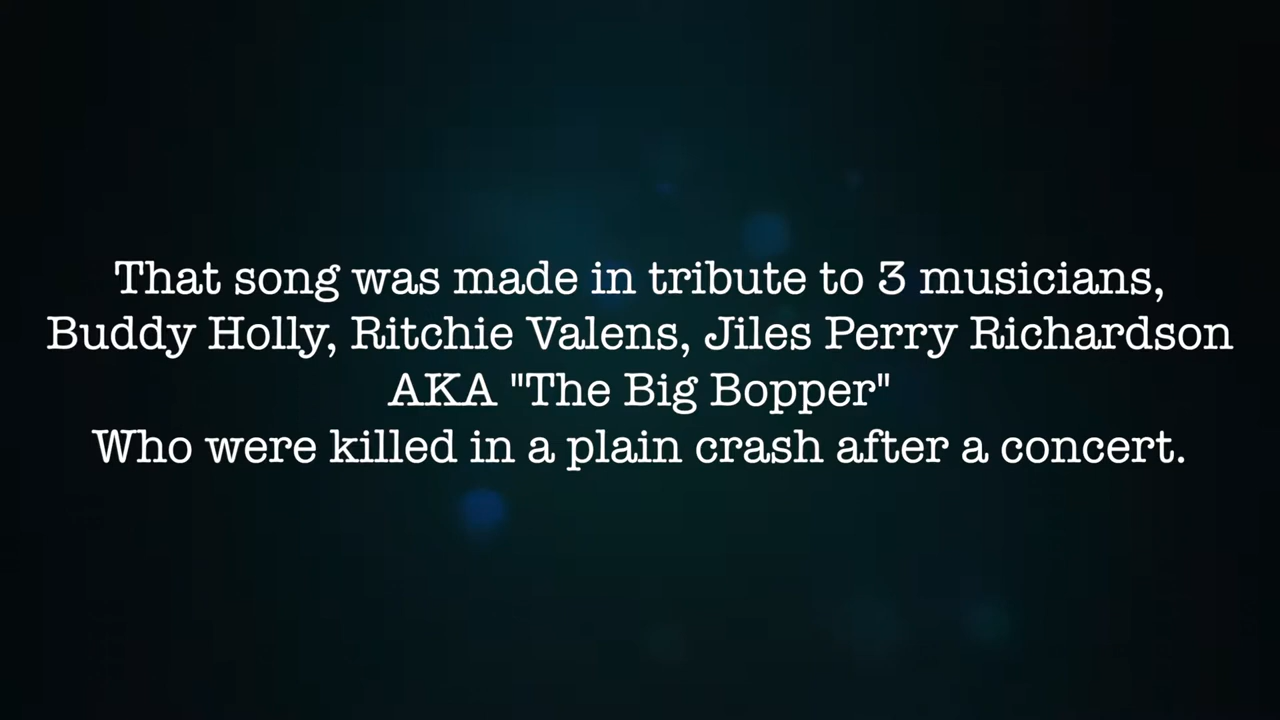 That song was made in tribute to 3 musicians,
Buddy Holly, Ritchie Valens, Jiles Perry Richardson
AKA "The Big Bopper"
Who were killed in a plain crash after a concert.